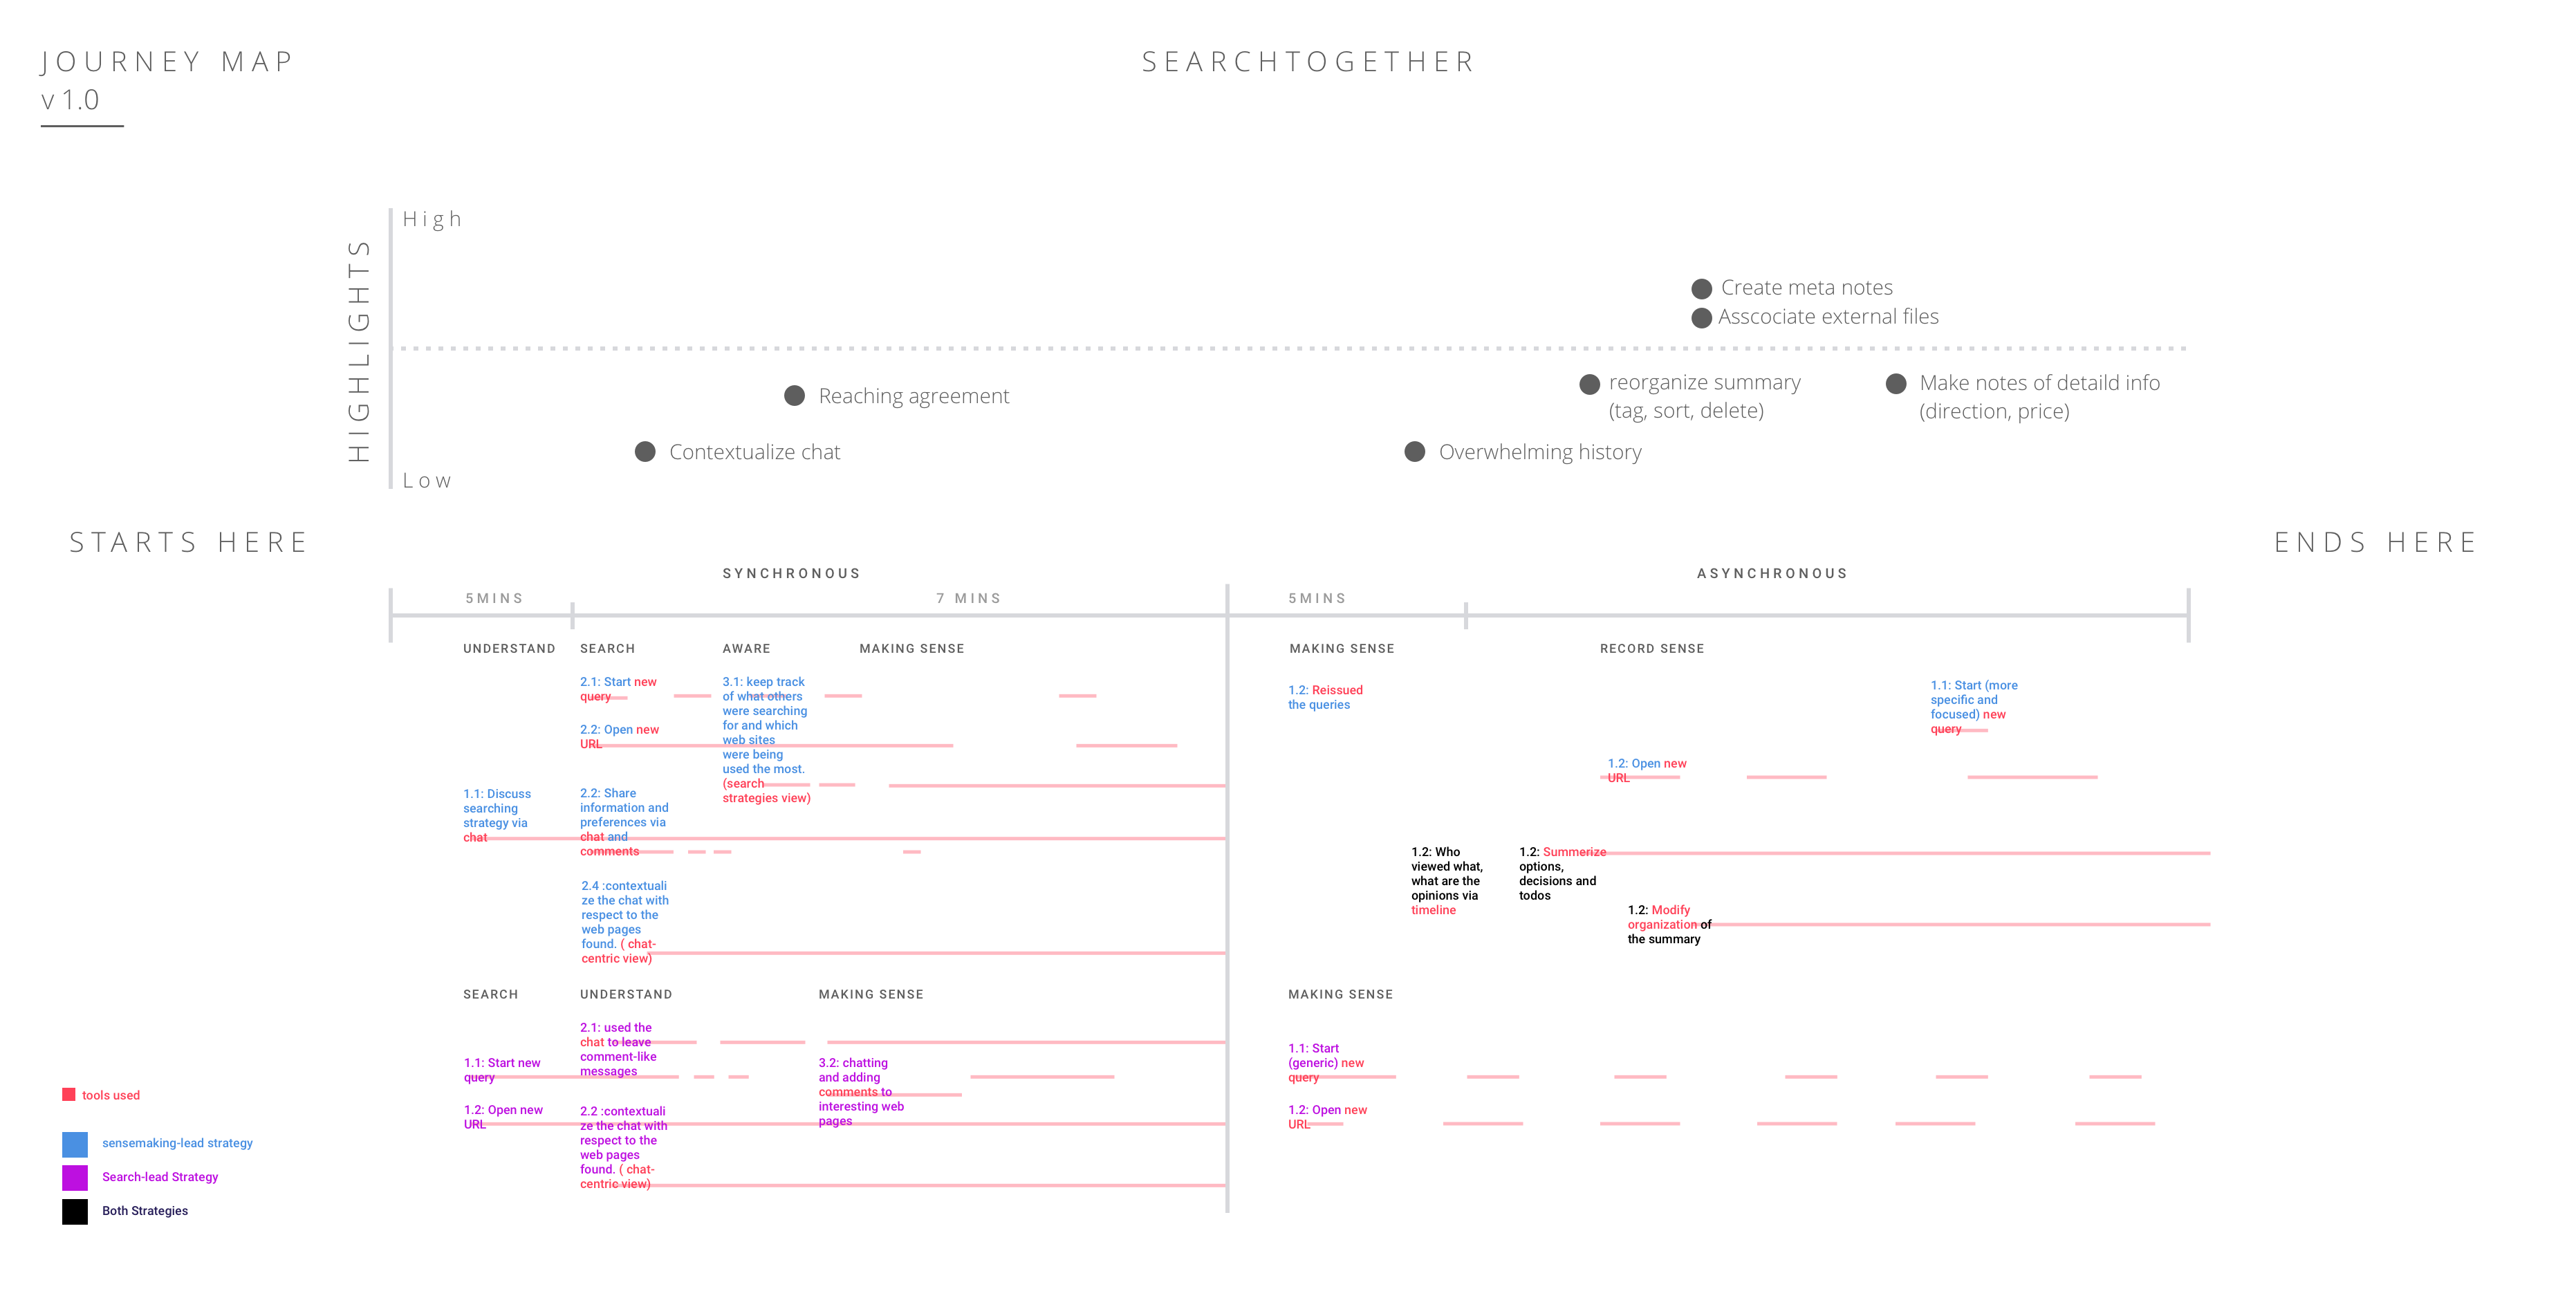 JOURNEY MAP
v 1.0
SEARCHTOGETHER
HIGHLIGHTS
High
Create meta notes
Asscociate external files
Reaching agreement
reorganize summary
(tag, sort, delete)
Make notes of detaild info
(direction, price)
Contextualize chat
Overwhelming history
Low
STARTS HERE
ENDS HERE
SYNCHRONOUS
ASYNCHRONOUS
5MINS
7 MINS
5MINS
UNDERSTAND
SEARCH
AWARE
MAKING SENSE
MAKING SENSE
RECORD SENSE
2.1: Start new
query
2.2: Open new
URL
3.1: keep track
of what others
were searching
for and which
web sites
were being
used the most.
(search
strategies view)
1.1: Discuss
searching
strategy via
chat
2.2: Share
information and
preferences via
chat and
comments
2.4 :contextuali
ze the chat with
respect to the
web pages
found. ( chat-
centric view)
1.2: Reissued
the queries
1.1: Start (more
specific and
focused) new
query
1.2: Open new
URL
1.2: Who
viewed what,
what are the
opinions via
timeline
1.2: Summerize
options,
decisions and
todos
1.2: Modify
organization of
the summary
SEARCH
UNDERSTAND
MAKING SENSE
MAKING SENSE
2.1: used the
chat to leave
comment-like
messages
1.1: Start new
query
1.2: Open new
URL
2.2 :contextuali
ze the chat with
respect to the
web pages
found. ( chat-
centric view)
3.2: chatting
and adding
comments to
interesting web
pages
1.1: Start
(generic) new
query
1.2: Open new
URL
tools used
sensemaking-lead strategy
Search-lead Strategy
Both Strategies